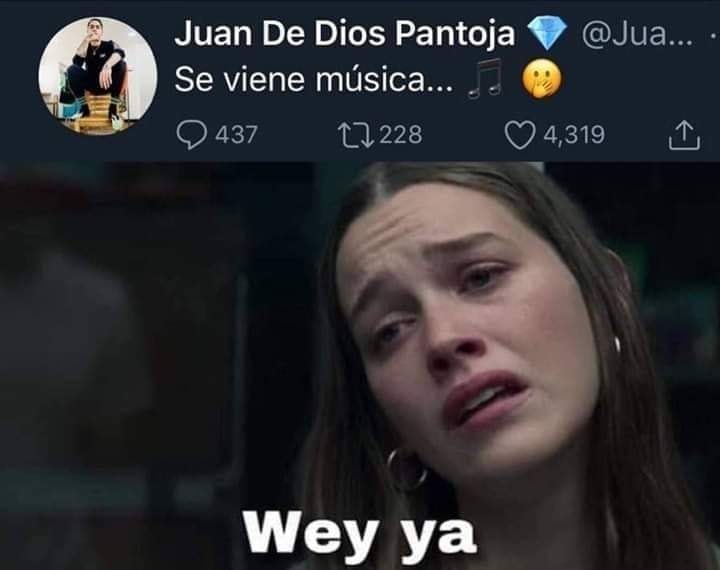 Juan De Dios Pantoja 💎 @Jua... ·
Se viene música... 🎵 🤭
437 228 4,319
Wey ya